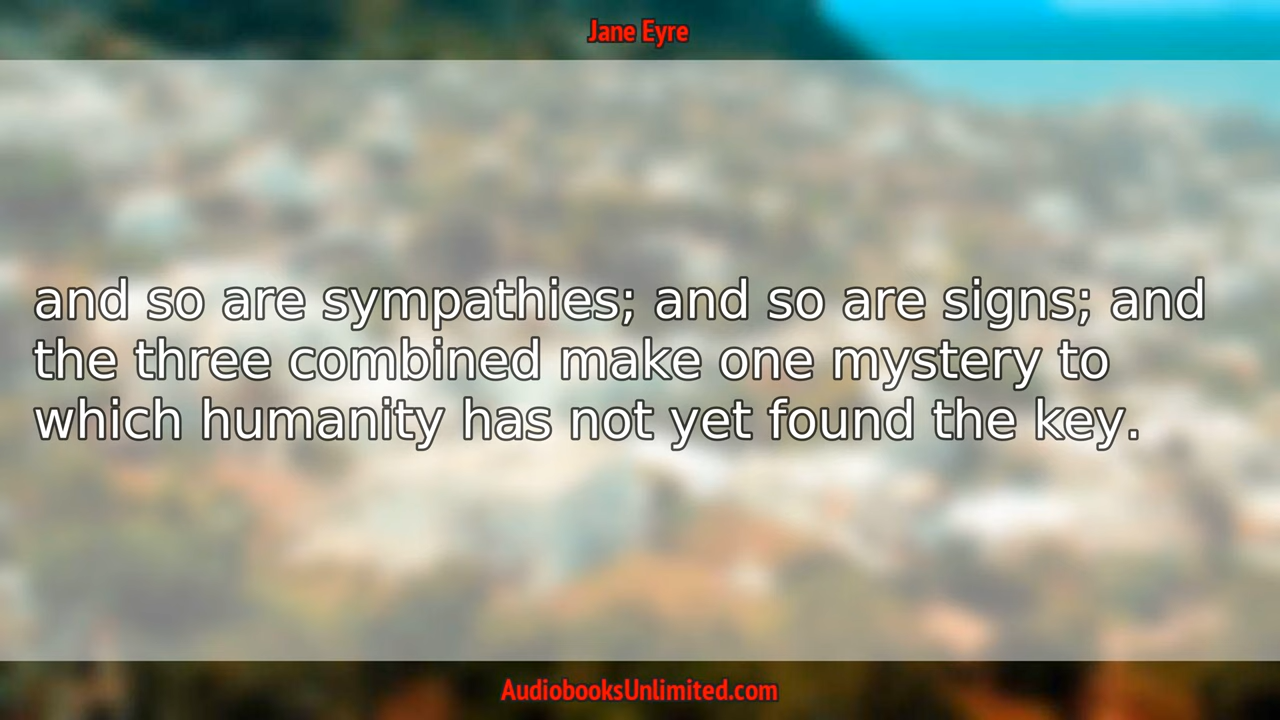 Jane Eyre
and so are sympathies; and so are signs; and
the three combined make one mystery to
which humanity has not yet found the key.
AudiobooksUnlimited.com